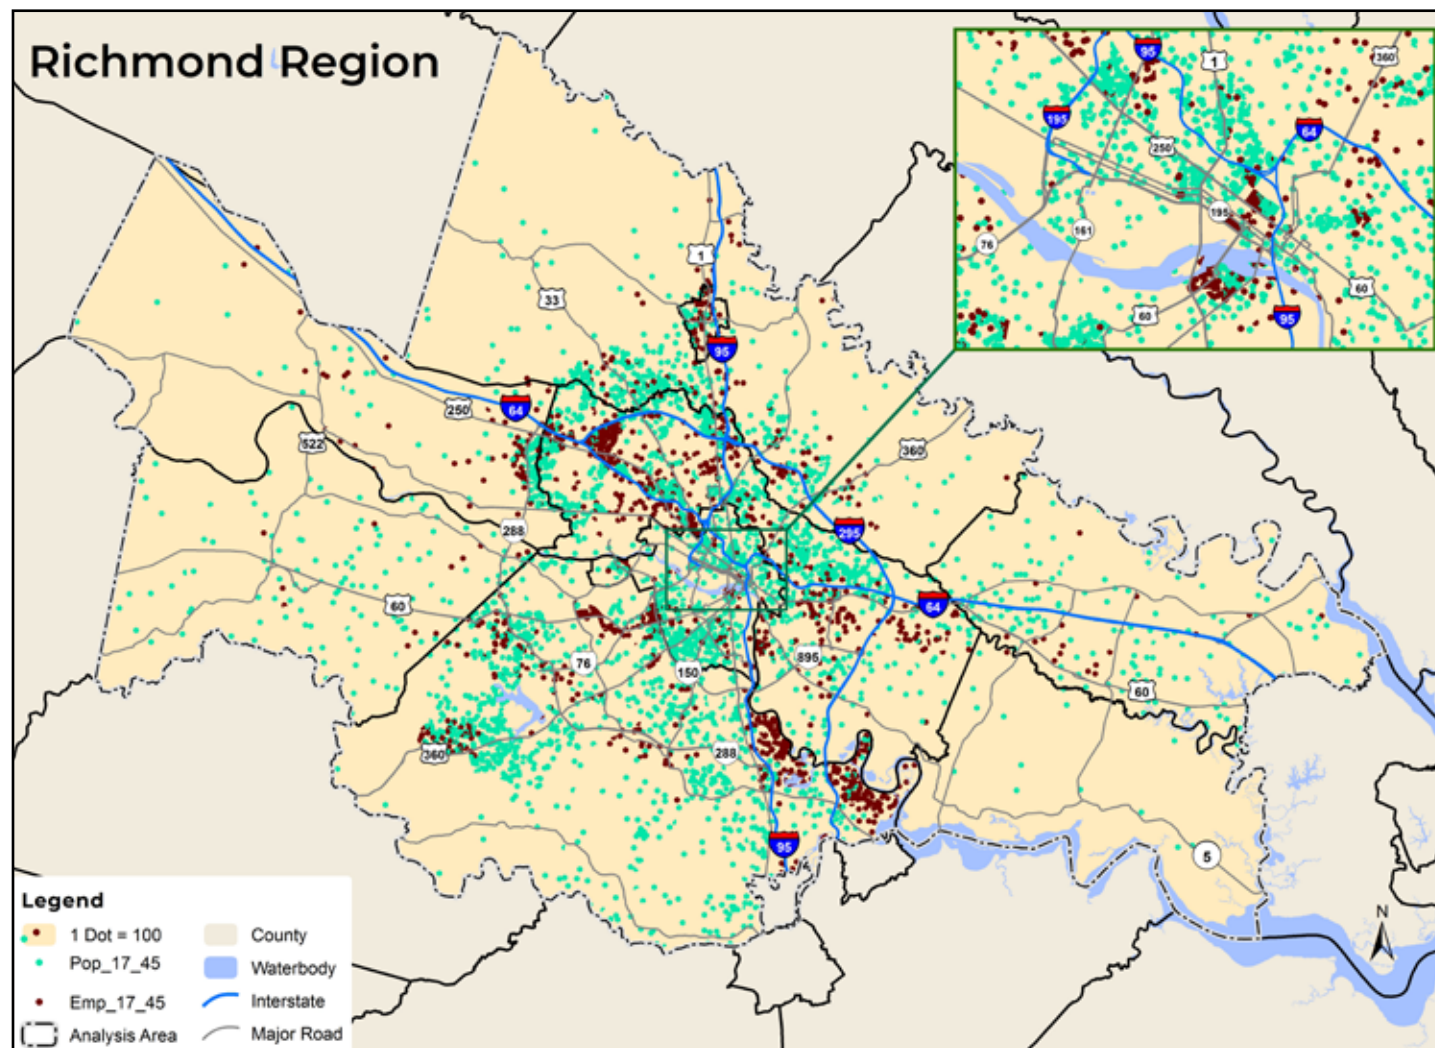 Richmond Region
95
1
360
195
64
250
195
161
76
60
60
95
1
33
95
250
64
522
360
288
295
60
64
76
150
895
60
360
288
95
5
N
Legend
1 Dot = 100
Pop_17_45
Emp_17_45
Analysis Area
County
Waterbody
Interstate
Major Road